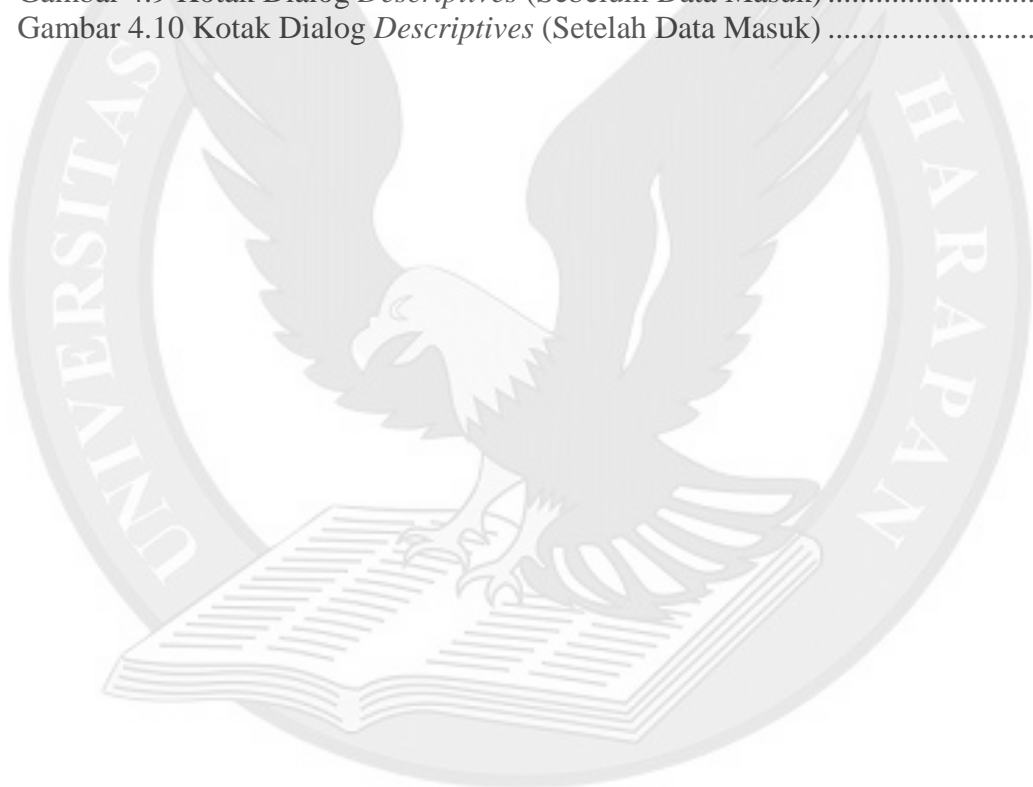 Gambar 4.9 Kotak Dialog Descriptives (Sebelum Data Masuk) ..........................
Gambar 4.10 Kotak Dialog Descriptives (Setelah Data Masuk) ..........................
UNIVERSITAS
HARAPAN